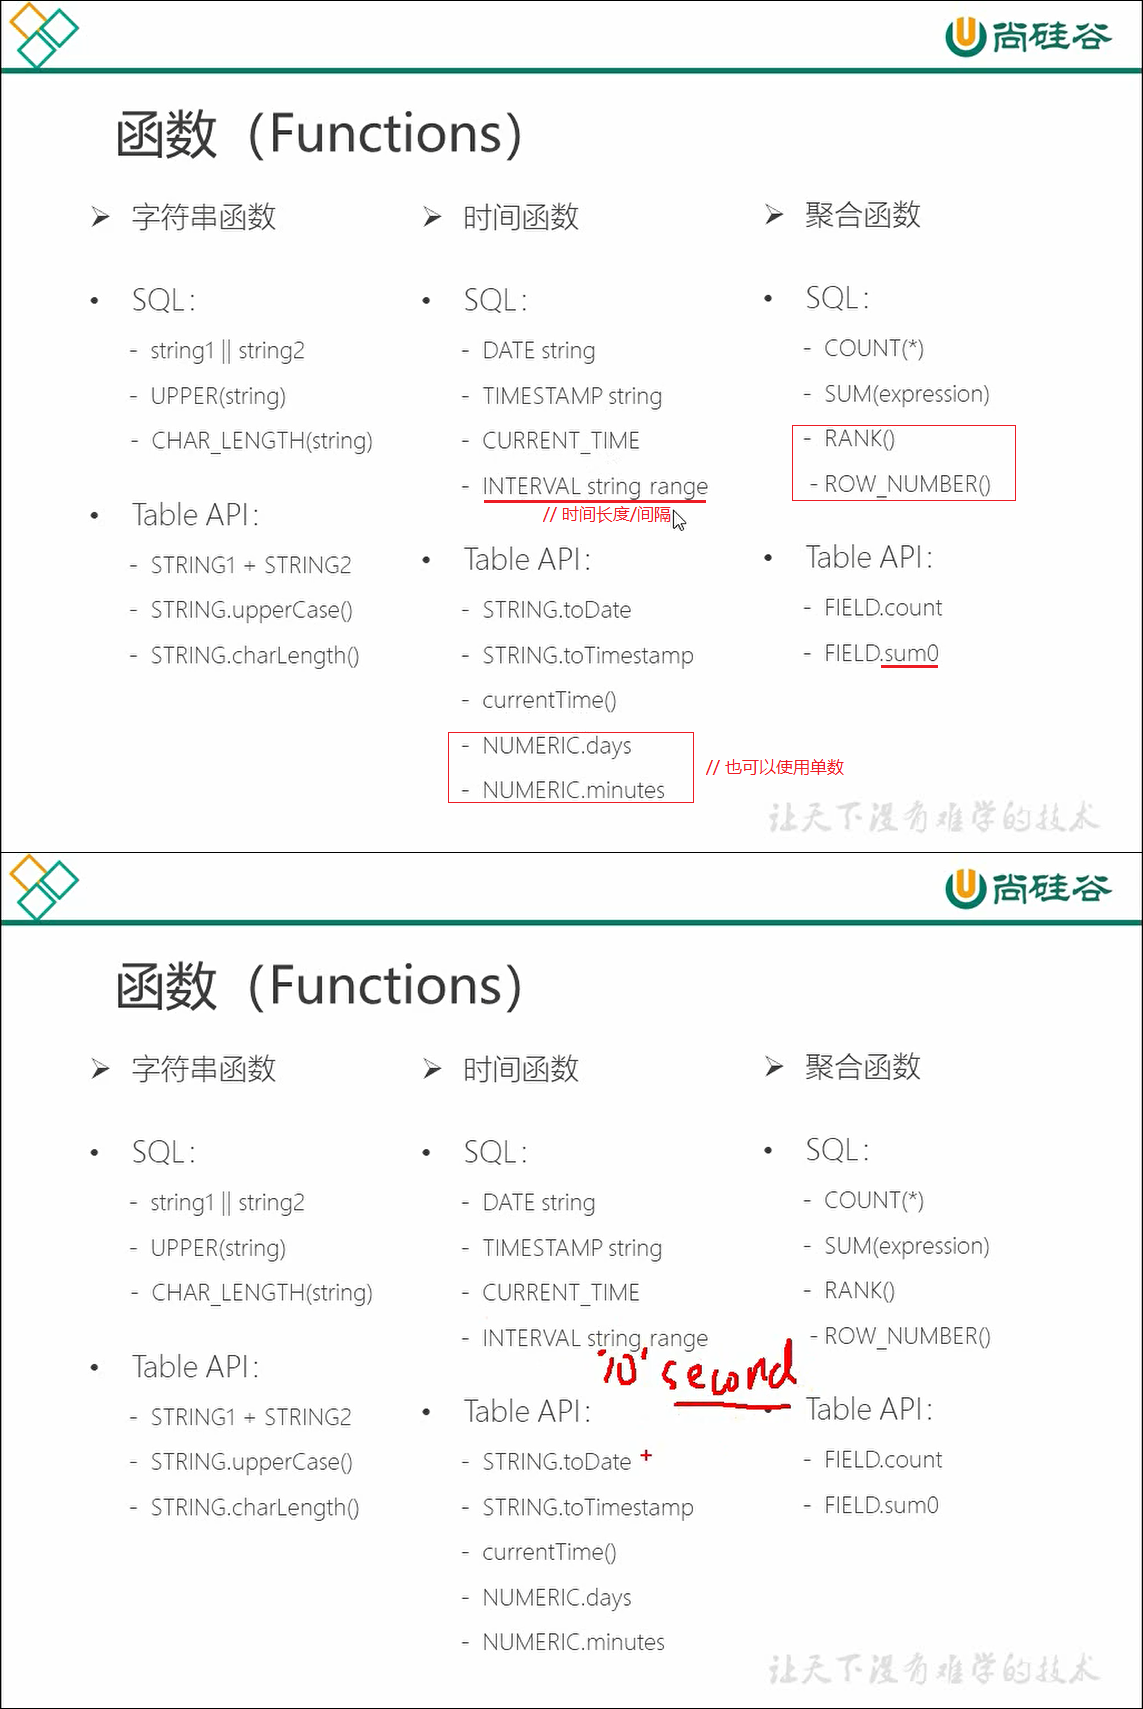 尚硅谷
函数（Functions）
➢ 字符串函数
• SQL：
- string1 || string2
- UPPER(string)
- CHAR_LENGTH(string)
• Table API：
- STRING1 + STRING2
- STRING.upperCase()
- STRING.charLength()
➢ 时间函数
• SQL：
- DATE string
- TIMESTAMP string
- CURRENT_TIME
- INTERVAL string range
// 时间长度/间隔
• Table API：
- STRING.toDate
- STRING.toTimestamp
- currentTime()
- NUMERIC.days
- NUMERIC.minutes
// 也可以使用单数
➢ 聚合函数
• SQL：
- COUNT(*)
- SUM(expression)
- RANK()
- ROW_NUMBER()
• Table API：
- FIELD.count
- FIELD.sum0
让天下没有难学的技术
尚硅谷
函数（Functions）
➢ 字符串函数
• SQL：
- string1 || string2
- UPPER(string)
- CHAR_LENGTH(string)
• Table API：
- STRING1 + STRING2
- STRING.upperCase()
- STRING.charLength()
➢ 时间函数
• SQL：
- DATE string
- TIMESTAMP string
- CURRENT_TIME
- INTERVAL string range
'10' second
• Table API：
- STRING.toDate
- STRING.toTimestamp
- currentTime()
- NUMERIC.days
- NUMERIC.minutes
➢ 聚合函数
• SQL：
- COUNT(*)
- SUM(expression)
- RANK()
- ROW_NUMBER()
• Table API：
- FIELD.count
- FIELD.sum0
让天下没有难学的技术